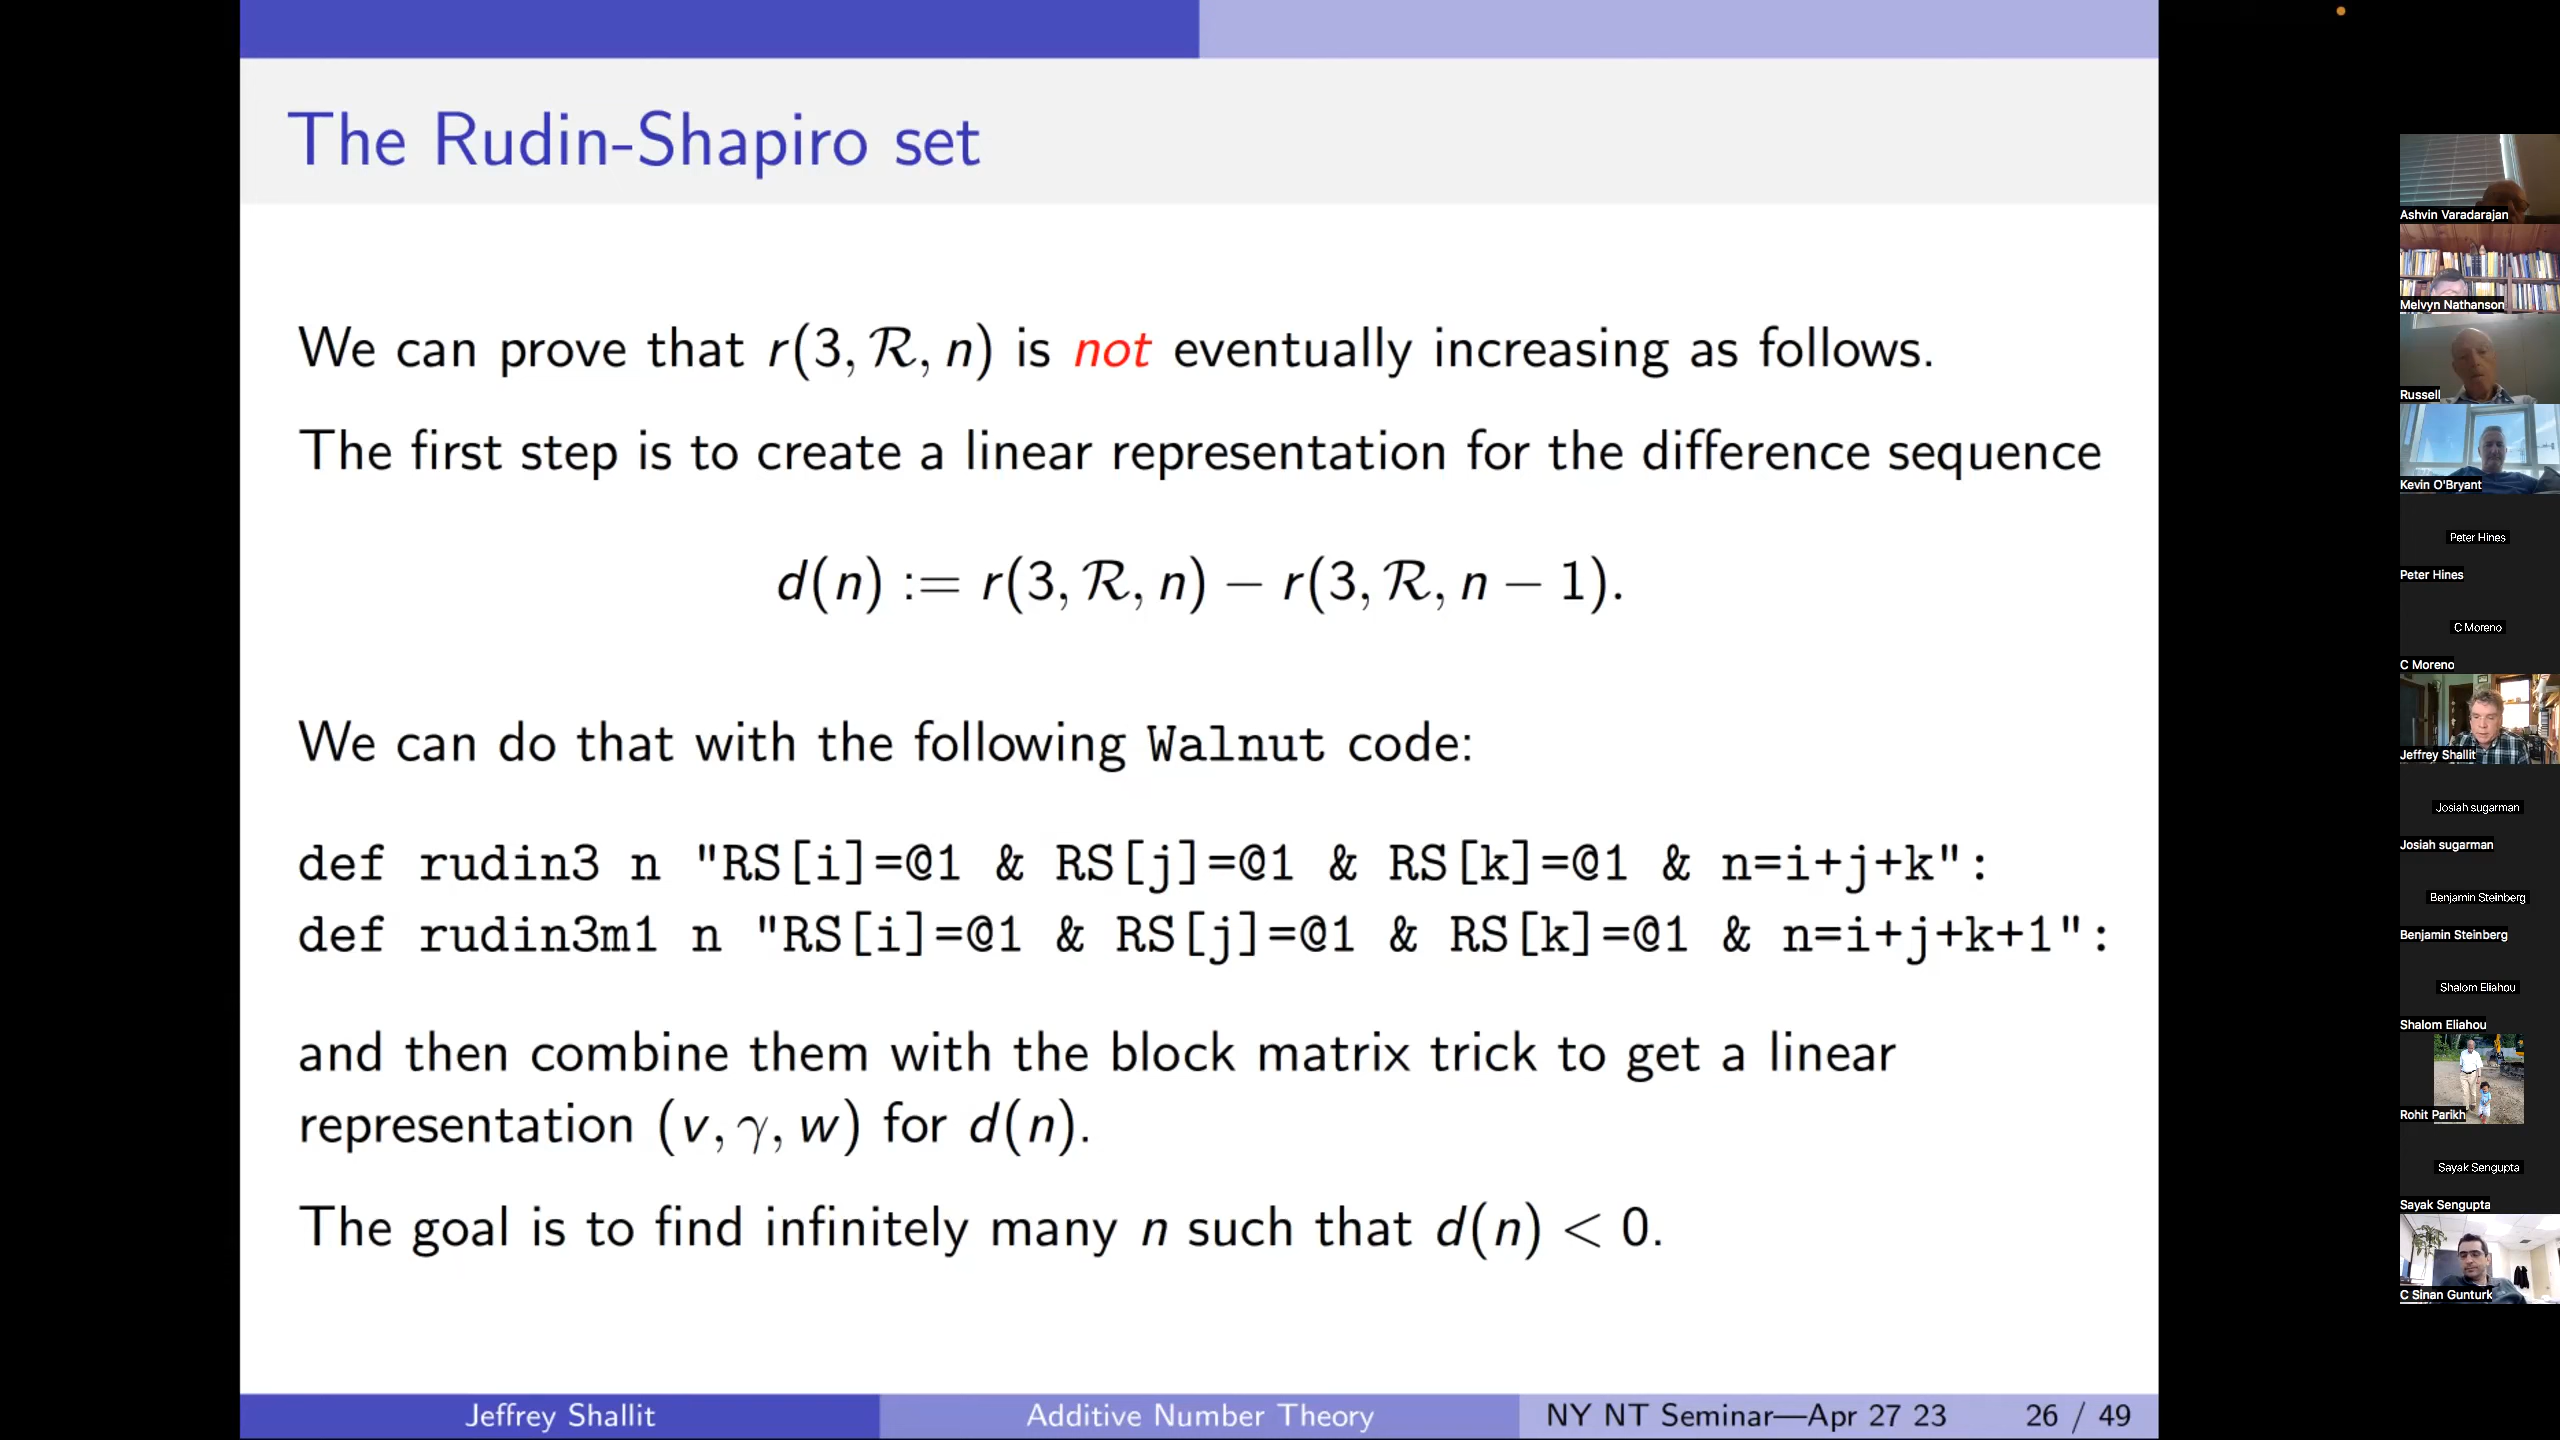 The Rudin-Shapiro set
We can prove that r(3, ℛ, n) is not eventually increasing as follows.
The first step is to create a linear representation for the difference sequence
d(n) := r(3, ℛ, n) − r(3, ℛ, n − 1).
We can do that with the following Walnut code:
def rudin3 n "RS[i]=@1 & RS[j]=@1 & RS[k]=@1 & n=i+j+k":
def rudin3m1 n "RS[i]=@1 & RS[j]=@1 & RS[k]=@1 & n=i+j+k+1":
and then combine them with the block matrix trick to get a linear
representation (v, γ, w) for d(n).
The goal is to find infinitely many n such that d(n) < 0.
Jeffrey Shallit
Additive Number Theory
NY NT Seminar—Apr 27 23
26 / 49
Ashvin Varadarajan
Melvyn Nathanson
Russell
Kevin O'Bryant
Peter Hines
Peter Hines
C Moreno
C Moreno
Jeffrey Shallit
Josiah sugarman
Josiah sugarman
Benjamin Steinberg
Benjamin Steinberg
Shalom Eliahou
Shalom Eliahou
Rohit Parikh
Sayak Sengupta
Sayak Sengupta
C Sinan Gunturk